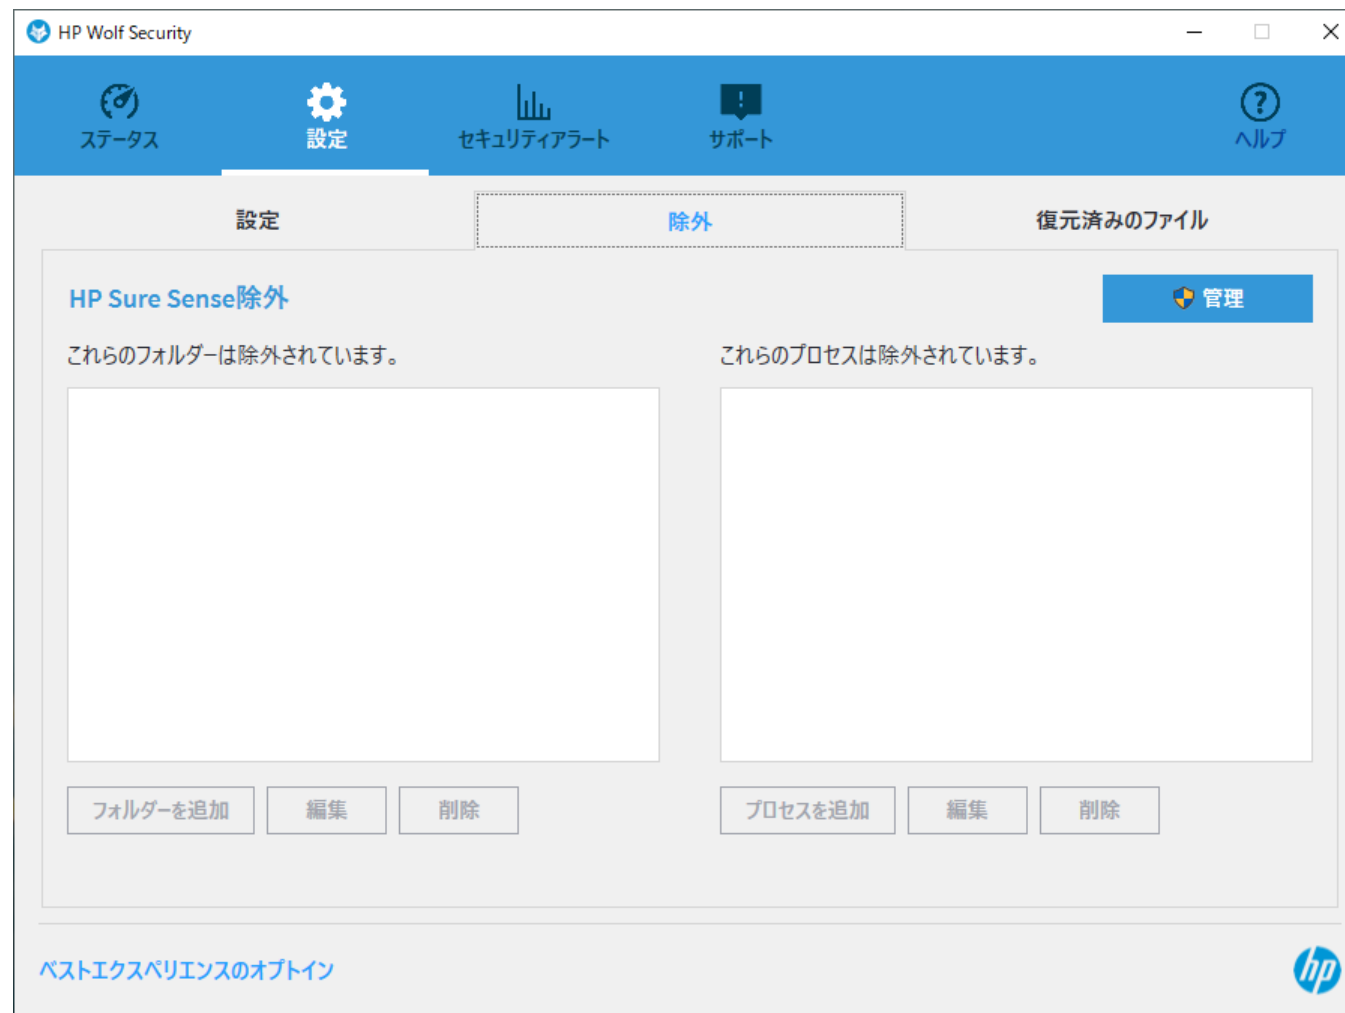 HP Wolf Security
ステータス 設定 セキュリティアラート サポート ヘルプ
設定 除外 復元済みのファイル
HP Sure Sense除外 管理
これらのフォルダーは除外されています。 これらのプロセスは除外されています。
フォルダーを追加 編集 削除 プロセスを追加 編集 削除
ベストエクスペリエンスのオプトイン
hp